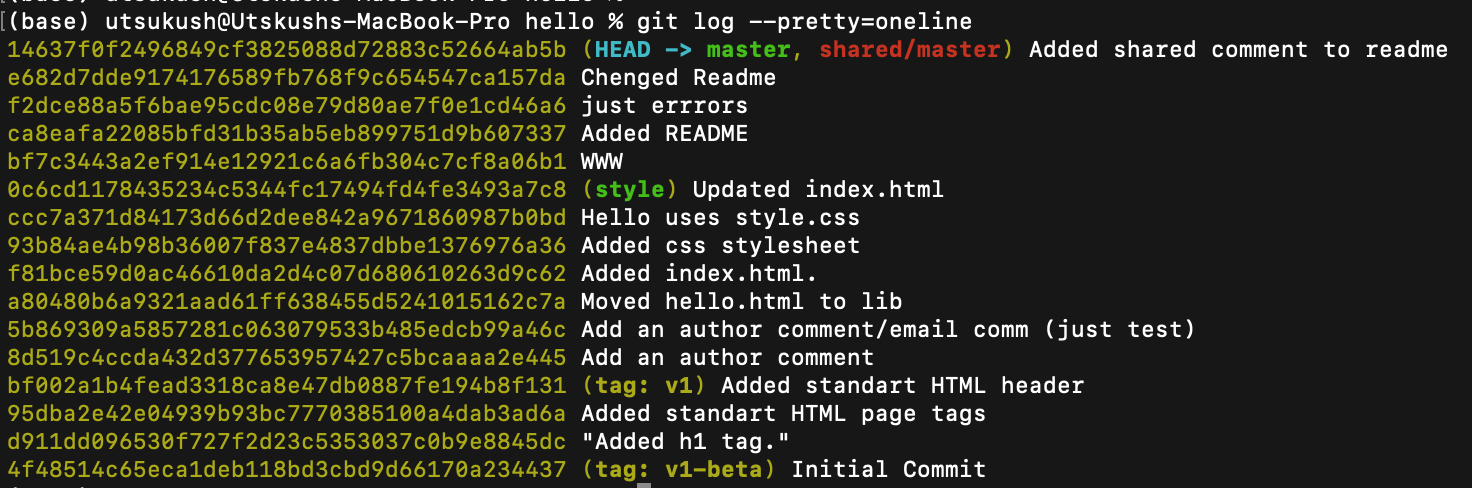 [(base) utsukush@Utskushs-MacBook-Pro hello % git log --pretty=oneline
14637f0f2496849cf3825088d72883c52664ab5b (HEAD -> master, shared/master) Added shared comment to readme
e682d7dde9174176589fb768f9c654547ca157da Chenged Readme
f2dce88a5f6bae95cdc08e79d80ae7f0e1cd46a6 just errrors
ca8eafa22085bfd31b35ab5eb899751d9b607337 Added README
bf7c3443a2ef914e12921c6a6fb304c7cf8a06b1 WWW
0c6cd1178435234c5344fc17494fd4fe3493a7c8 (style) Updated index.html
ccc7a371d84173d66d2dee842a9671860987b0bd Hello uses style.css
93b84ae4b98b36007f837e4837dbbe1376976a36 Added css stylesheet
f81bce59d0ac46610da2d4c07d680610263d9c62 Added index.html.
a80480b6a9321aad61ff638455d5241015162c7a Moved hello.html to lib
5b869309a5857281c063079533b485edcb99a46c Add an author comment/email comm (just test)
8d519c4ccda432d377653957427c5bcaaaa2e445 Add an author comment
bf002a1b4fead3318ca8e47db0887fe194b8f131 (tag: v1) Added standart HTML header
95dba2e42e04939b93bc7770385100a4dab3ad6a Added standart HTML page tags
d911dd096530f727f2d23c5353037c0b9e8845dc "Added h1 tag."
4f48514c65eca1deb118bd3cbd9d66170a234437 (tag: v1-beta) Initial Commit